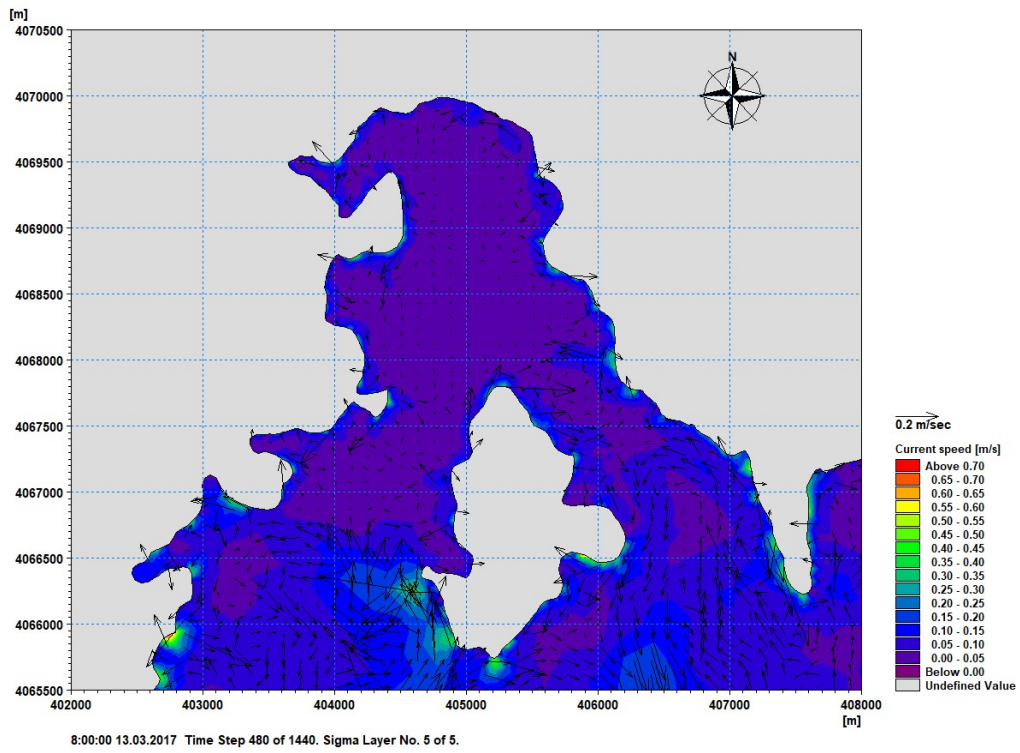 [m]
4070500
4070000
4069500
4069000
4068500
4068000
4067500
4067000
4066500
4066000
4065500
402000 403000 404000 405000 406000 407000 408000
[m]
N
0.2 m/sec
Current speed [m/s]
Above 0.70
0.65 - 0.70
0.60 - 0.65
0.55 - 0.60
0.50 - 0.55
0.45 - 0.50
0.40 - 0.45
0.35 - 0.40
0.30 - 0.35
0.25 - 0.30
0.20 - 0.25
0.15 - 0.20
0.10 - 0.15
0.05 - 0.10
0.00 - 0.05
Below 0.00
Undefined Value
8:00:00 13.03.2017 Time Step 480 of 1440. Sigma Layer No. 5 of 5.